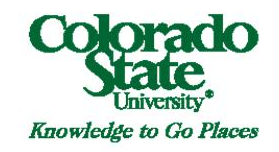 Colorado
State
University
Knowledge to Go Places